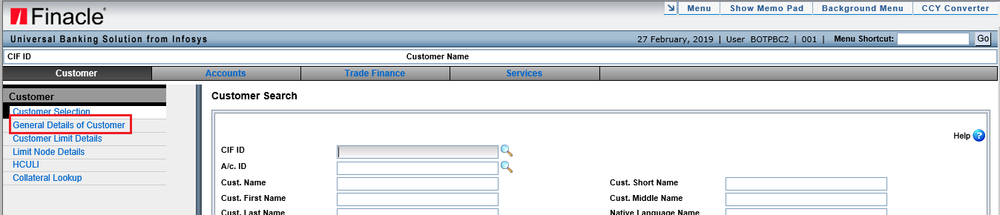 Menu Show Memo Pad Background Menu CCY Converter
Finacle®
Universal Banking Solution from Infosys 27 February, 2019 | User BOTPBC2 | 001 | Menu Shortcut: Go
CIF ID Customer Name
Customer Accounts Trade Finance Services
Customer
Customer Selection
General Details of Customer
Customer Limit Details
Limit Node Details
HCULI
Collateral Lookup
Customer Search
Help ?
CIF ID
A/c. ID
Cust. Name Cust. Short Name
Cust. First Name Cust. Middle Name
Cust. Last Name Native Language Name